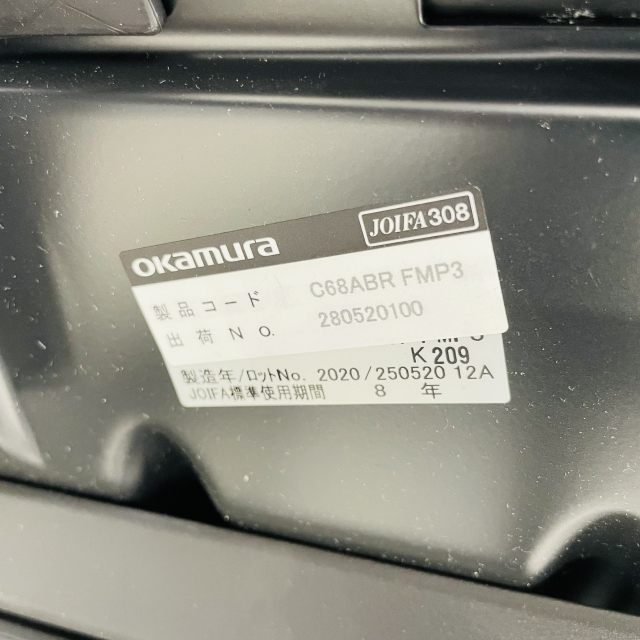 okamura JOIFA308
製品コード C68ABR FMP3
出荷NO. 280520100
K209
製造年/ロットNo. 2020/250520 12A
JOIFA標準使用期間 8 年